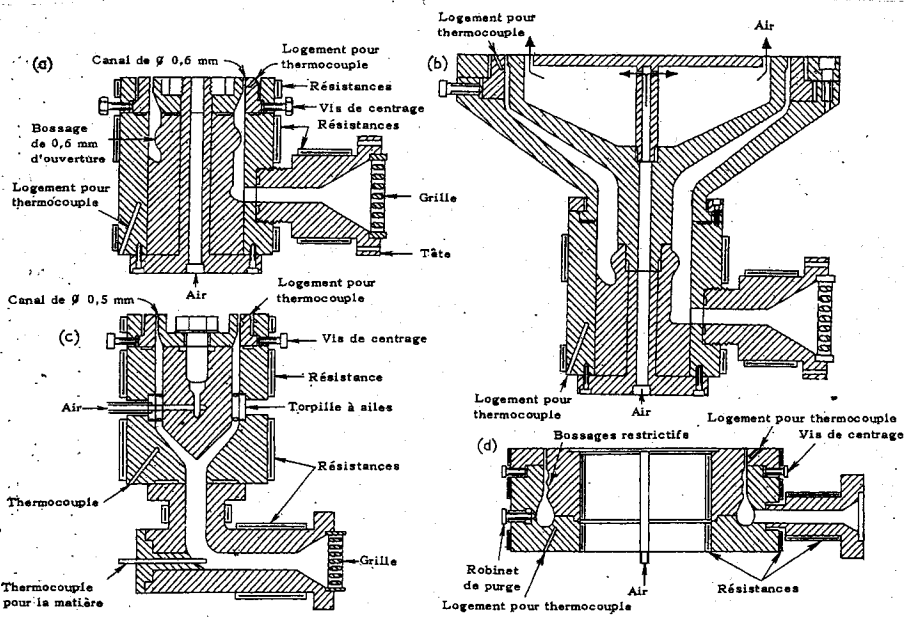 (a)
Canal de ø 0,6 mm
Logement pour
thermocouple
Résistances
Vis de centrage
Résistances
Bossage
de 0,6 mm
d'ouverture
Logement pour
thermocouple
Grille
Tête
Air
(b)
Logement pour
thermocouple
Air
Logement pour
thermocouple
Air
(c)
Canal de ø 0,5 mm
Logement pour
thermocouple
Vis de centrage
Résistance
Air
Torpille à ailes
Résistances
Thermocouple
Grille
Thermocouple
pour la matière
(d)
Bossages restrictifs
Logement pour thermocouple
Vis de centrage
Robinet
de purge
Air
Résistances
Logement pour thermocouple